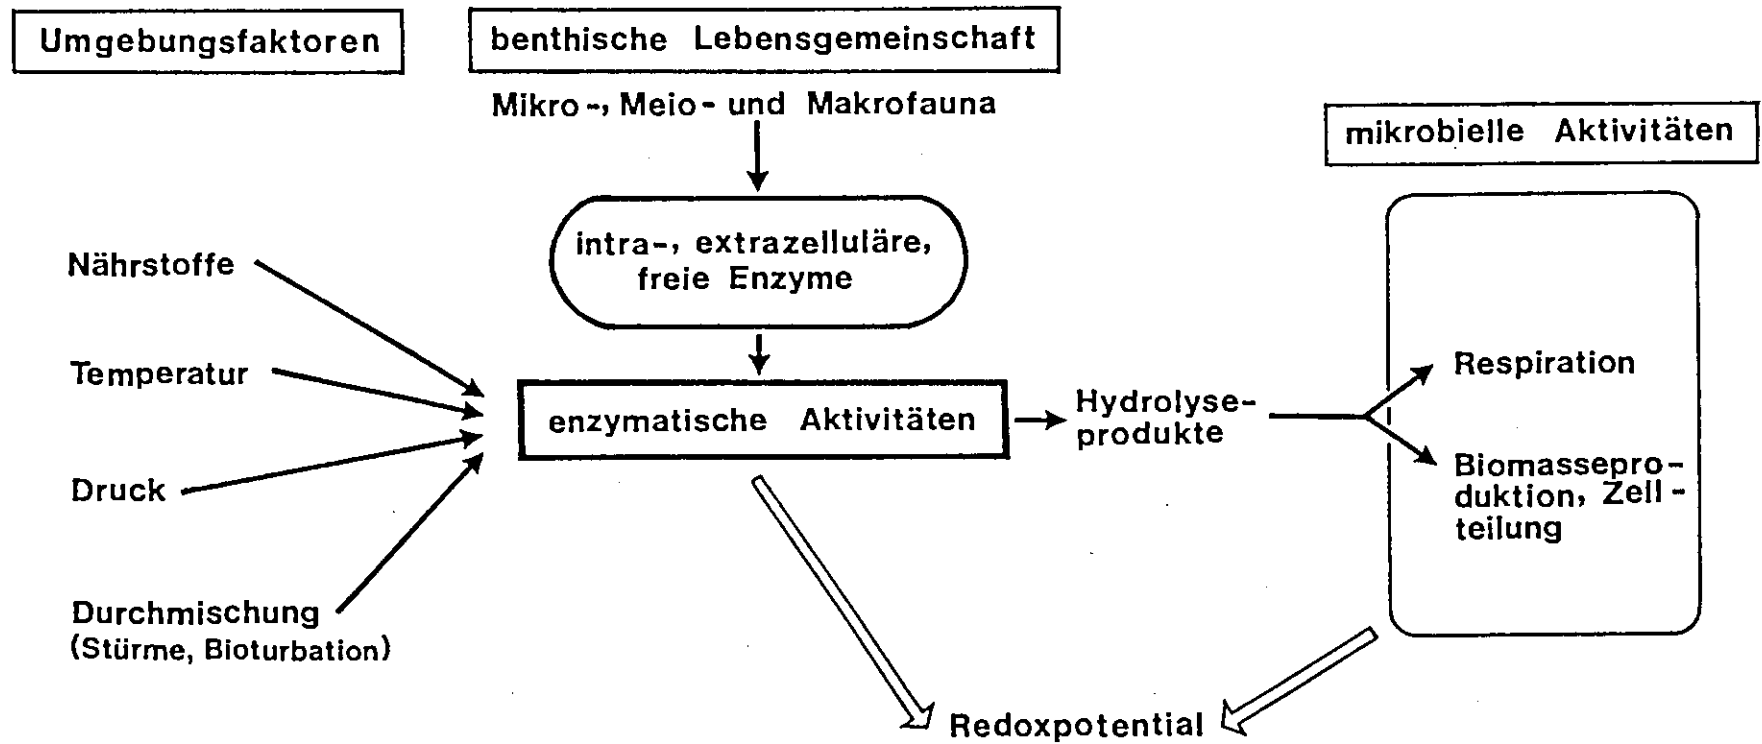 Umgebungsfaktoren
benthische Lebensgemeinschaft
Mikro-, Meio- und Makrofauna
mikrobielle Aktivitäten
intra-, extrazelluläre,
freie Enzyme
Nährstoffe
Temperatur
Druck
Durchmischung
(Stürme, Bioturbation)
enzymatische Aktivitäten
Hydrolyse-
produkte
Respiration
Biomassepro-
duktion, Zell-
teilung
Redoxpotential